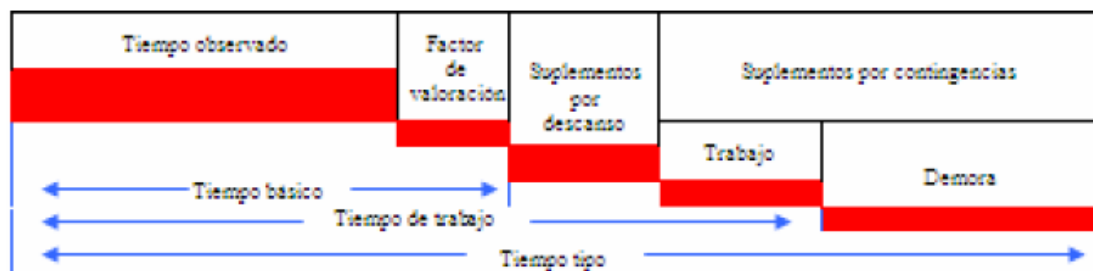 Tiempo observado
Factor
de
valoración
Suplementos
por
descanso
Suplementos por contingencias
Trabajo
Demora
Tiempo básico
Tiempo de trabajo
Tiempo tipo